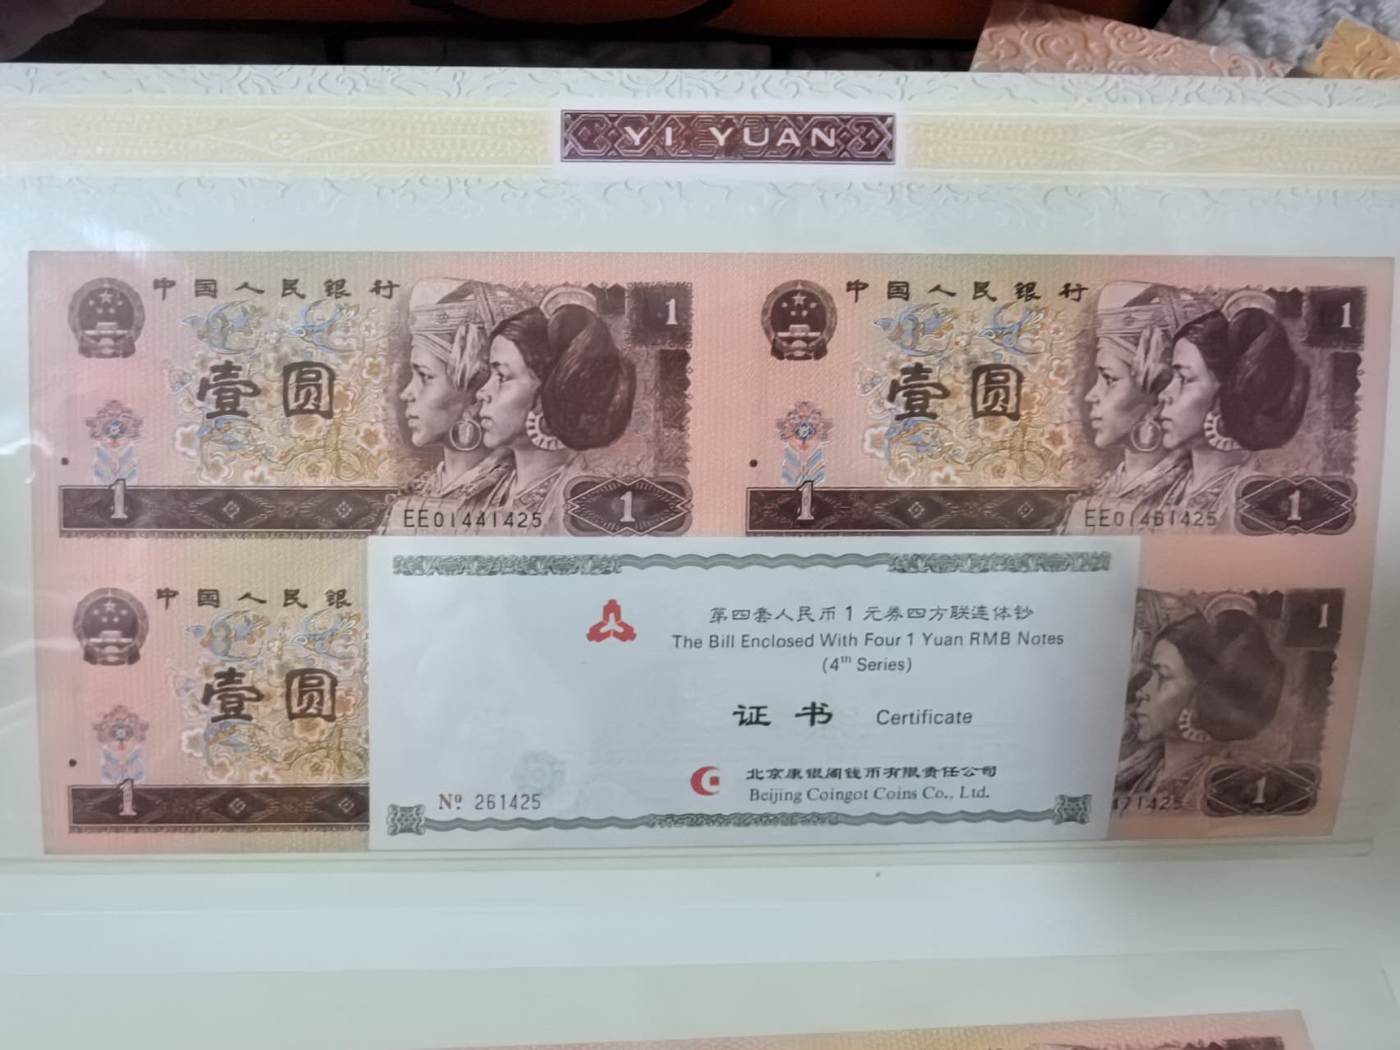 YI YUAN
中国人民银行
1
中国人民银行
1
壹圆
壹圆
1
EE01441425
1
1
EE01461425
1
中国人民银
壹圆
1
1
第四套人民币1元券四方联连体钞
The Bill Enclosed With Four 1 Yuan RMB Notes
(4th Series)
证书 Certificate
北京康银阁钱币有限责任公司
Beijing Coingot Coins Co., Ltd.
Nº 261425
71425
1